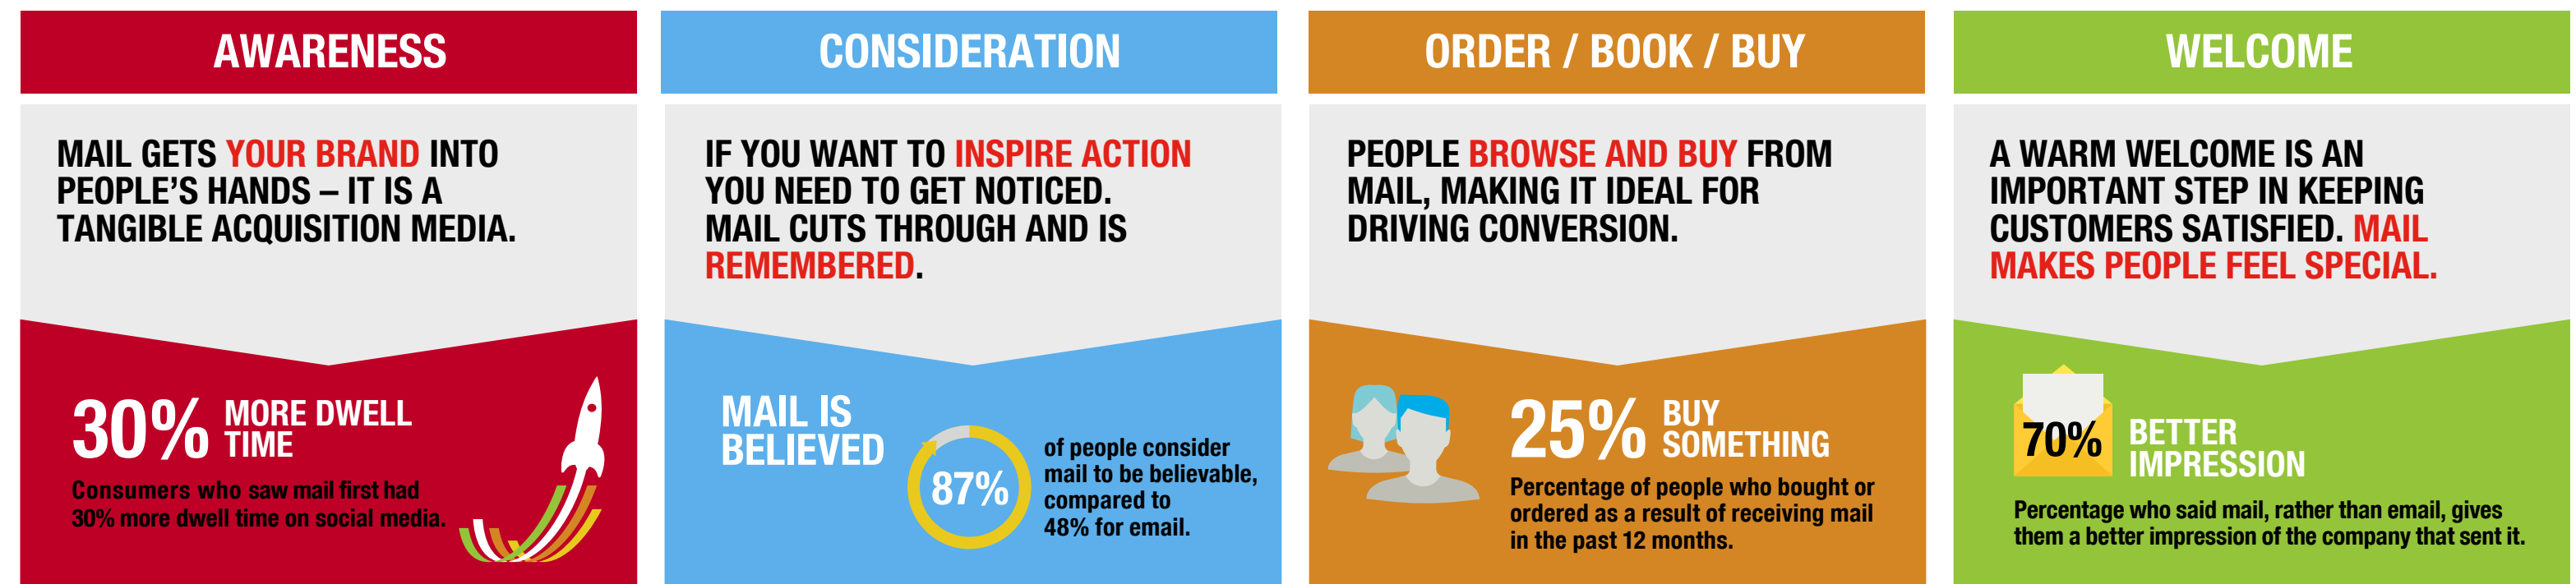 AWARENESS
MAIL GETS YOUR BRAND INTO
PEOPLE'S HANDS – IT IS A
TANGIBLE ACQUISITION MEDIA.
30% MORE DWELL
TIME
Consumers who saw mail first had
30% more dwell time on social media.
CONSIDERATION
IF YOU WANT TO INSPIRE ACTION
YOU NEED TO GET NOTICED.
MAIL CUTS THROUGH AND IS
REMEMBERED.
MAIL IS
BELIEVED
87%
of people consider
mail to be believable,
compared to
48% for email.
ORDER / BOOK / BUY
PEOPLE BROWSE AND BUY FROM
MAIL, MAKING IT IDEAL FOR
DRIVING CONVERSION.
25% BUY
SOMETHING
Percentage of people who bought or
ordered as a result of receiving mail
in the past 12 months.
WELCOME
A WARM WELCOME IS AN
IMPORTANT STEP IN KEEPING
CUSTOMERS SATISFIED. MAIL
MAKES PEOPLE FEEL SPECIAL.
70% BETTER
IMPRESSION
Percentage who said mail, rather than email, gives
them a better impression of the company that sent it.